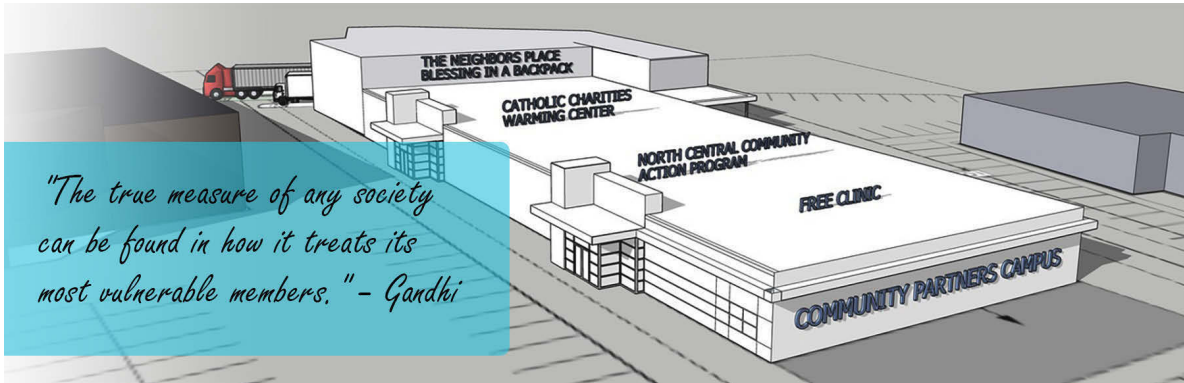 THE NEIGHBORS PLACE
BLESSING IN A BACKPACK
CATHOLIC CHARITIES
WARMING CENTER
NORTH CENTRAL COMMUNITY
ACTION PROGRAM
FREE CLINIC
COMMUNITY PARTNERS CAMPUS
"The true measure of any society
can be found in how it treats its
most vulnerable members." – Gandhi